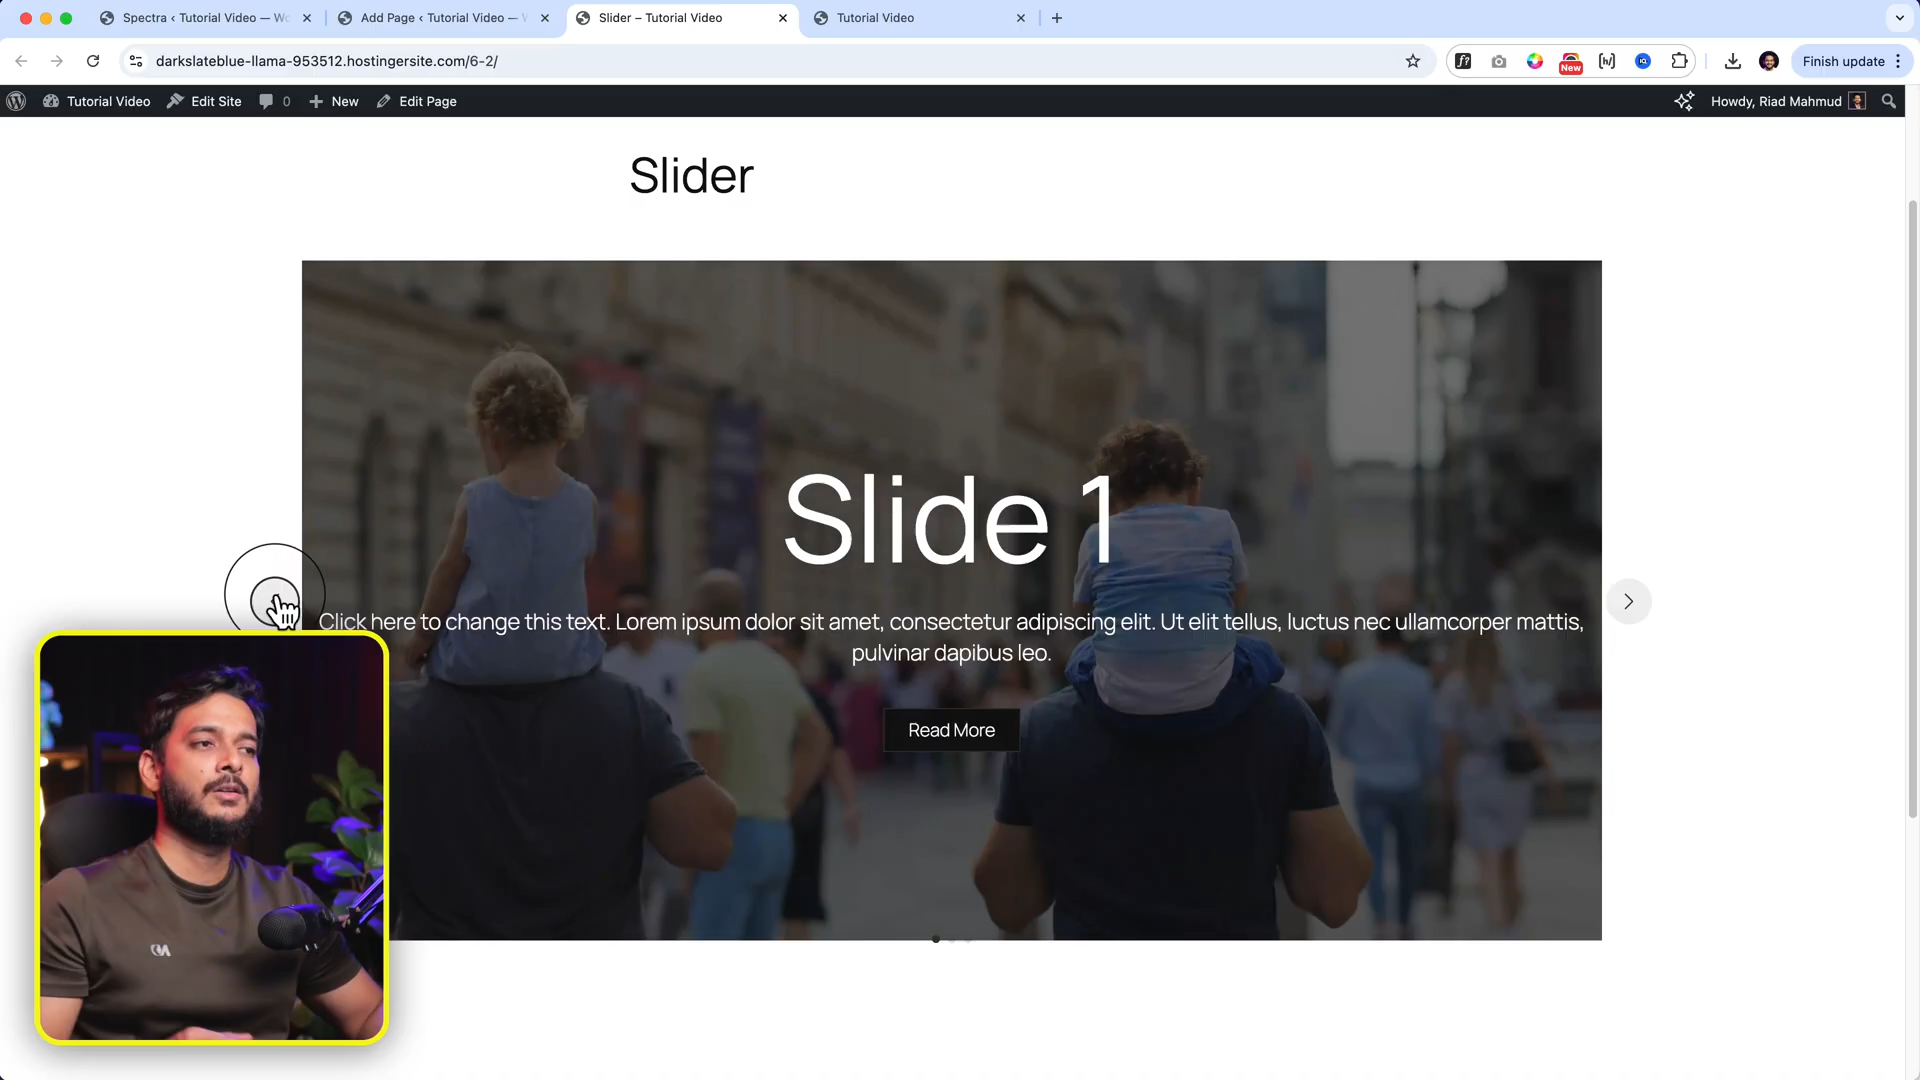 Spectra ‹ Tutorial Video — Wo
Add Page ‹ Tutorial Video —
Slider – Tutorial Video
Tutorial Video
darkslateblue-llama-953512.hostingersite.com/6-2/
f?
New
[h/]
Finish update
Tutorial Video
Edit Site
0
New
Edit Page
Howdy, Riad Mahmud
Slider
Slide 1
Click here to change this text. Lorem ipsum dolor sit amet, consectetur adipiscing elit. Ut elit tellus, luctus nec ullamcorper mattis,
pulvinar dapibus leo.
Read More